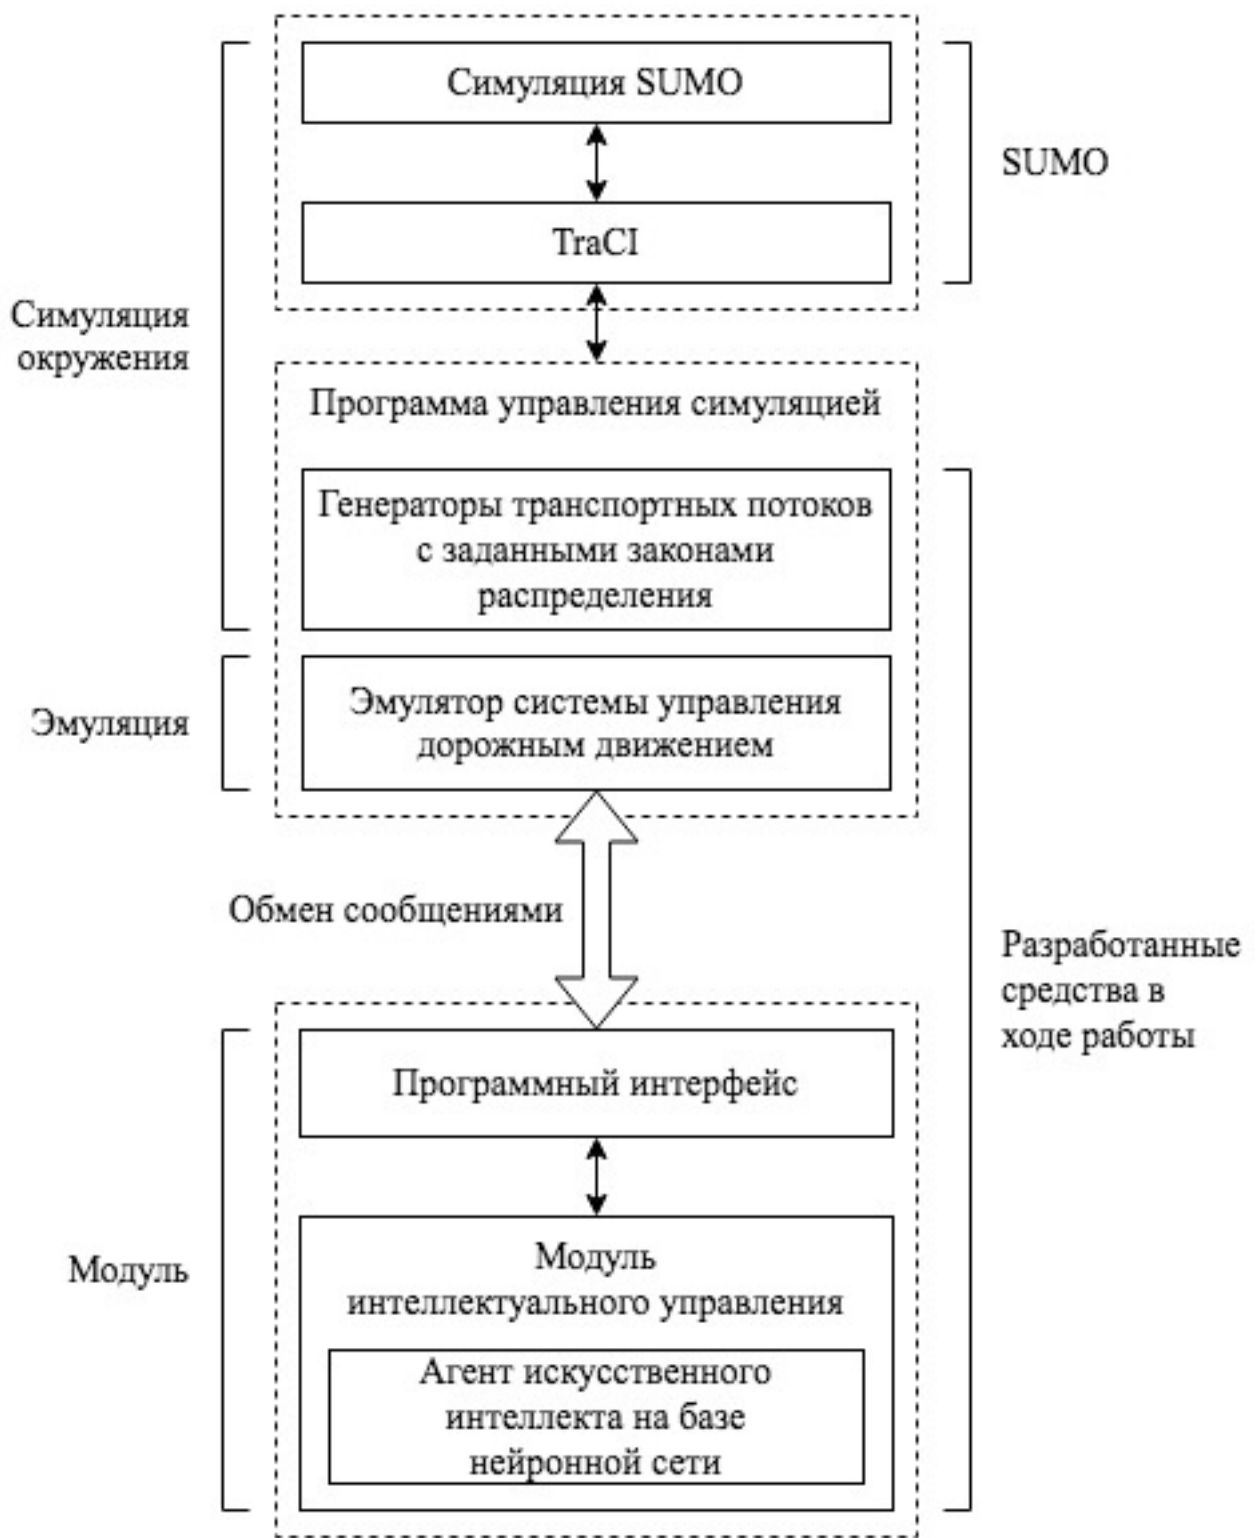 Симуляция SUMO
TraCI
SUMO
Симуляция
окружения
Программа управления симуляцией
Генераторы транспортных потоков
с заданными законами
распределения
Эмуляция
Эмулятор системы управления
дорожным движением
Обмен сообщениями
Разработанные
средства в
ходе работы
Программный интерфейс
Модуль
Модуль
интеллектуального управления
Агент искусственного
интеллекта на базе
нейронной сети